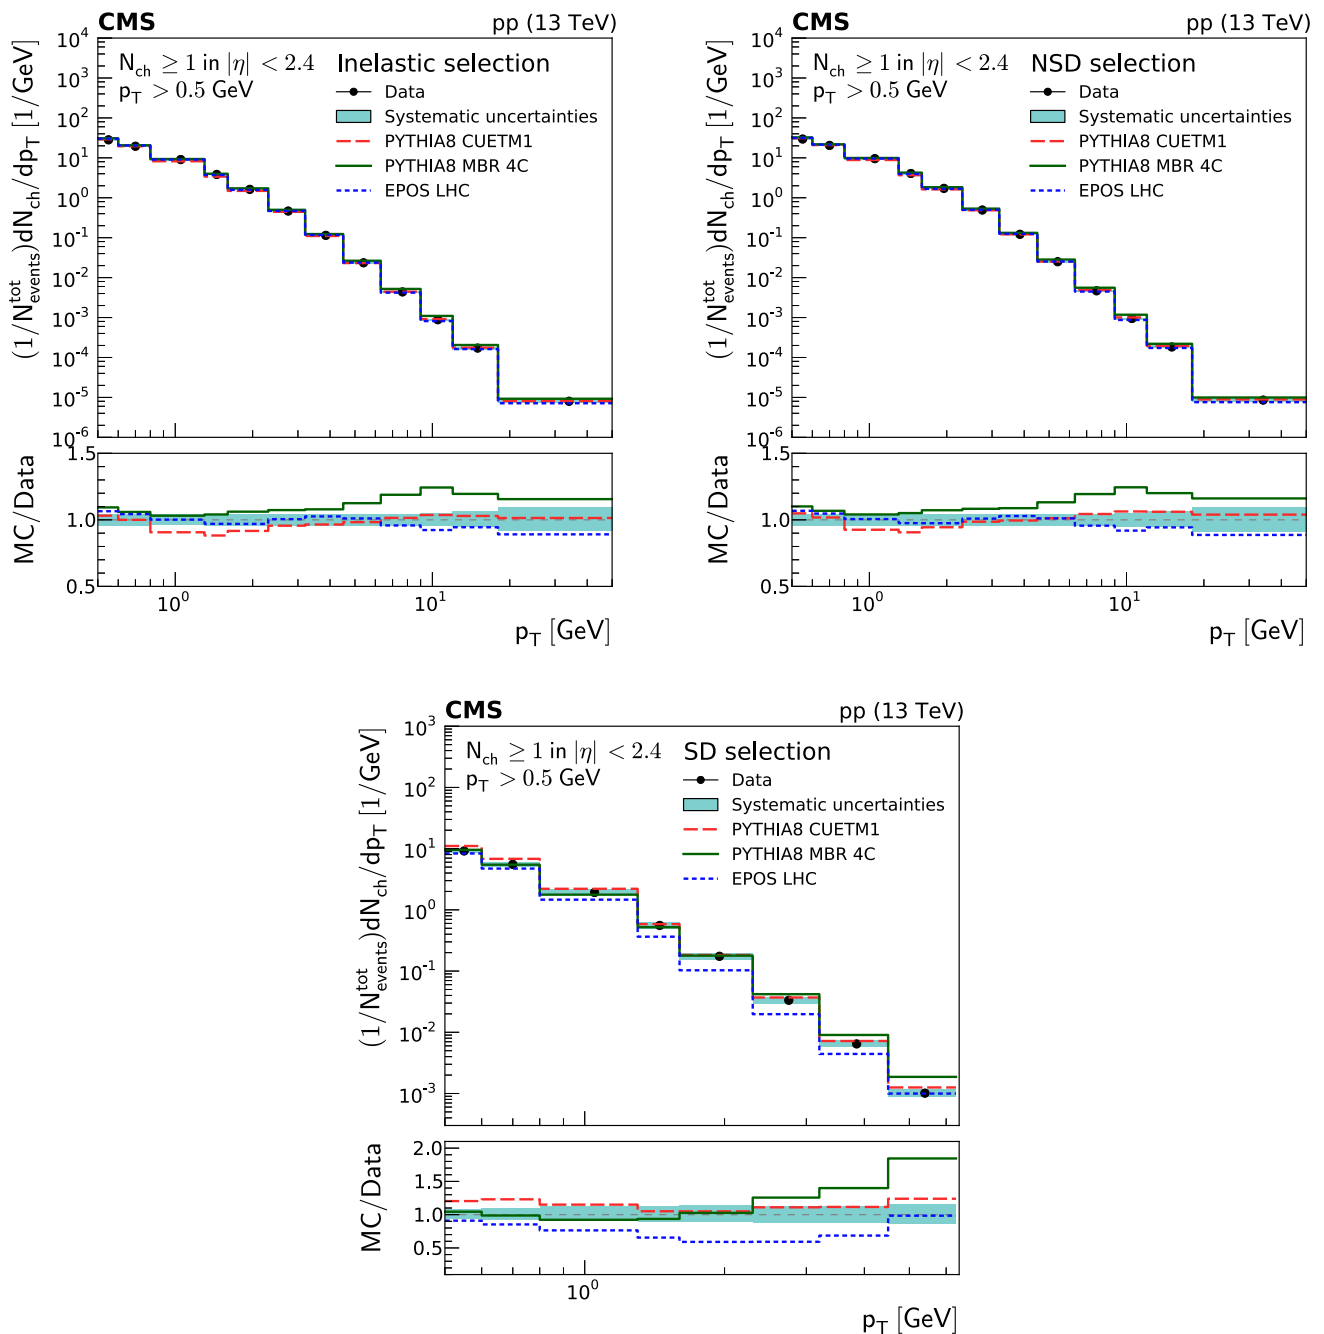 CMS
pp (13 TeV)
N_ch ≥ 1 in |η| < 2.4
p_T > 0.5 GeV
Inelastic selection
Data
Systematic uncertainties
PYTHIA8 CUETM1
PYTHIA8 MBR 4C
EPOS LHC
(1/N^tot_events)dN_ch/dp_T [1/GeV]
10^4
10^3
10^2
10^1
10^0
10^-1
10^-2
10^-3
10^-4
10^-5
10^-6
MC/Data
1.5
1.0
0.5
10^0 10^1
p_T [GeV]
CMS
pp (13 TeV)
N_ch ≥ 1 in |η| < 2.4
p_T > 0.5 GeV
NSD selection
Data
Systematic uncertainties
PYTHIA8 CUETM1
PYTHIA8 MBR 4C
EPOS LHC
(1/N^tot_events)dN_ch/dp_T [1/GeV]
10^4
10^3
10^2
10^1
10^0
10^-1
10^-2
10^-3
10^-4
10^-5
10^-6
MC/Data
1.5
1.0
0.5
10^0 10^1
p_T [GeV]
CMS
pp (13 TeV)
N_ch ≥ 1 in |η| < 2.4
p_T > 0.5 GeV
SD selection
Data
Systematic uncertainties
PYTHIA8 CUETM1
PYTHIA8 MBR 4C
EPOS LHC
(1/N^tot_events)dN_ch/dp_T [1/GeV]
10^3
10^2
10^1
10^0
10^-1
10^-2
10^-3
MC/Data
2.0
1.5
1.0
0.5
10^0
p_T [GeV]